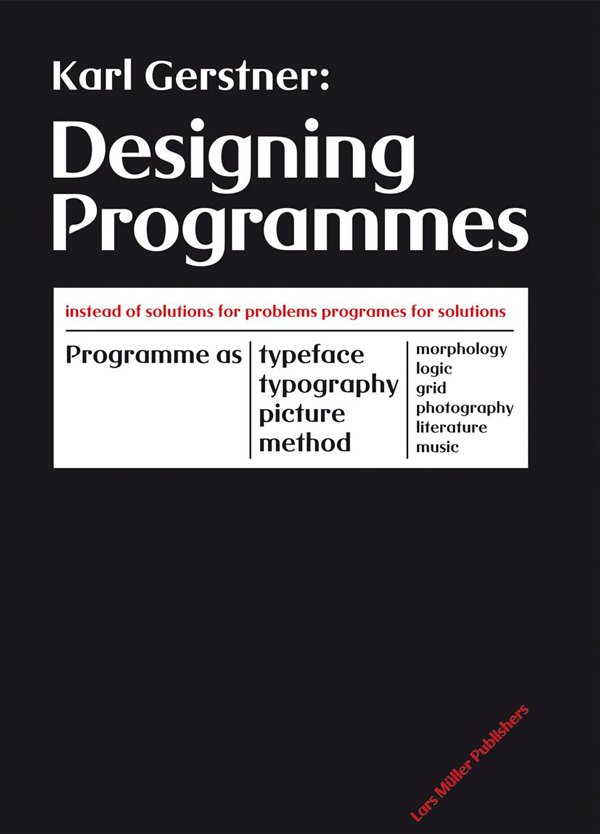 Karl Gerstner:
Designing
Programmes
instead of solutions for problems programes for solutions
Programme as
typeface
typography
picture
method
morphology
logic
grid
photography
literature
music
Lars Müller Publishers